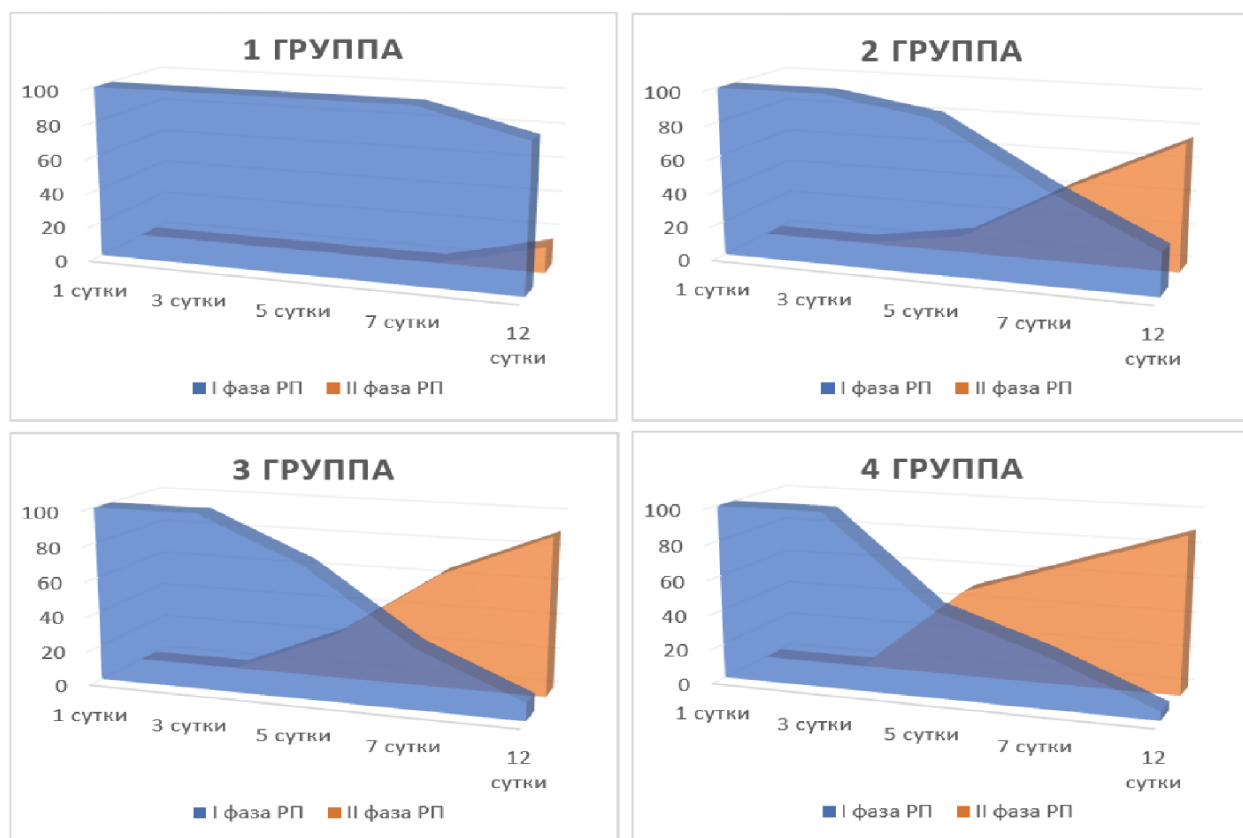 1 ГРУППА
100
80
60
40
20
0
1 сутки
3 сутки
5 сутки
7 сутки
12
сутки
I фаза РП
II фаза РП
2 ГРУППА
100
80
60
40
20
0
1 сутки
3 сутки
5 сутки
7 сутки
12
сутки
I фаза РП
II фаза РП
3 ГРУППА
100
80
60
40
20
0
1 сутки
3 сутки
5 сутки
7 сутки
12
сутки
I фаза РП
II фаза РП
4 ГРУППА
100
80
60
40
20
0
1 сутки
3 сутки
5 сутки
7 сутки
12
сутки
I фаза РП
II фаза РП